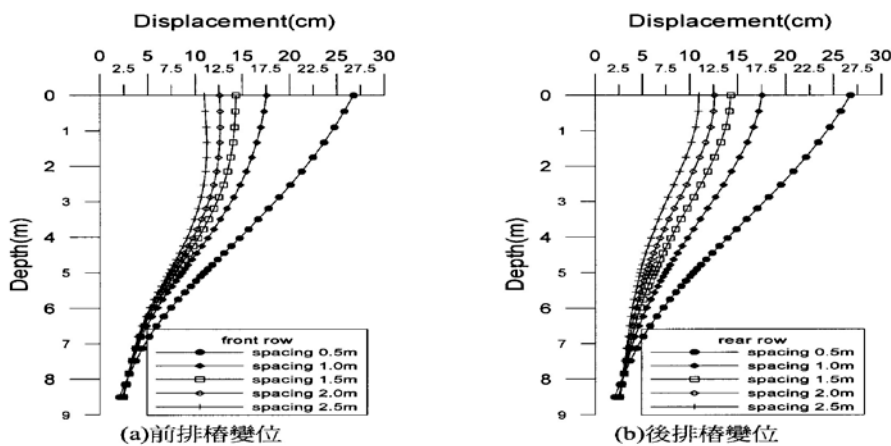 Displacement(cm)
0 5 10 15 20 25 30
2.5 7.5 12.5 17.5 22.5 27.5
Depth(m)
0
1
2
3
4
5
6
7
8
9
front row
spacing 0.5m
spacing 1.0m
spacing 1.5m
spacing 2.0m
spacing 2.5m
(a)前排樁變位
Displacement(cm)
0 5 10 15 20 25 30
2.5 7.5 12.5 17.5 22.5 27.5
Depth(m)
0
1
2
3
4
5
6
7
8
9
rear row
spacing 0.5m
spacing 1.0m
spacing 1.5m
spacing 2.0m
spacing 2.5m
(b)後排樁變位